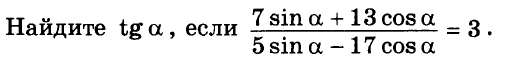 Найдите tg α, если (7 sin α + 13 cos α)/(5 sin α − 17 cos α) = 3.